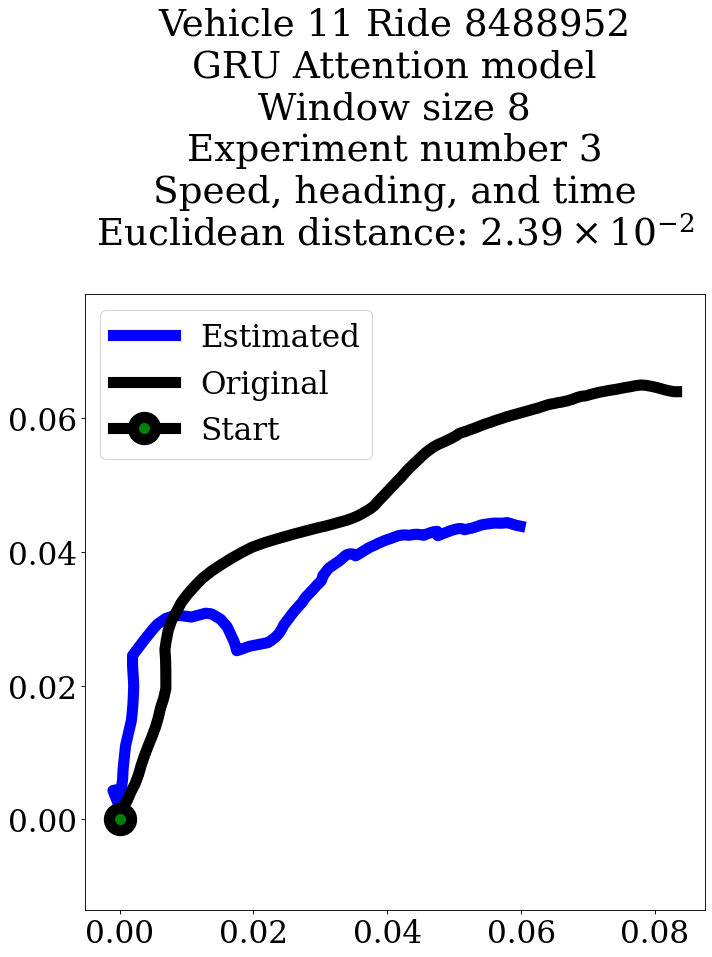 Vehicle 11 Ride 8488952
GRU Attention model
Window size 8
Experiment number 3
Speed, heading, and time
Euclidean distance: 2.39 × 10⁻²
Estimated
Original
Start
0.06
0.04
0.02
0.00
0.00 0.02 0.04 0.06 0.08